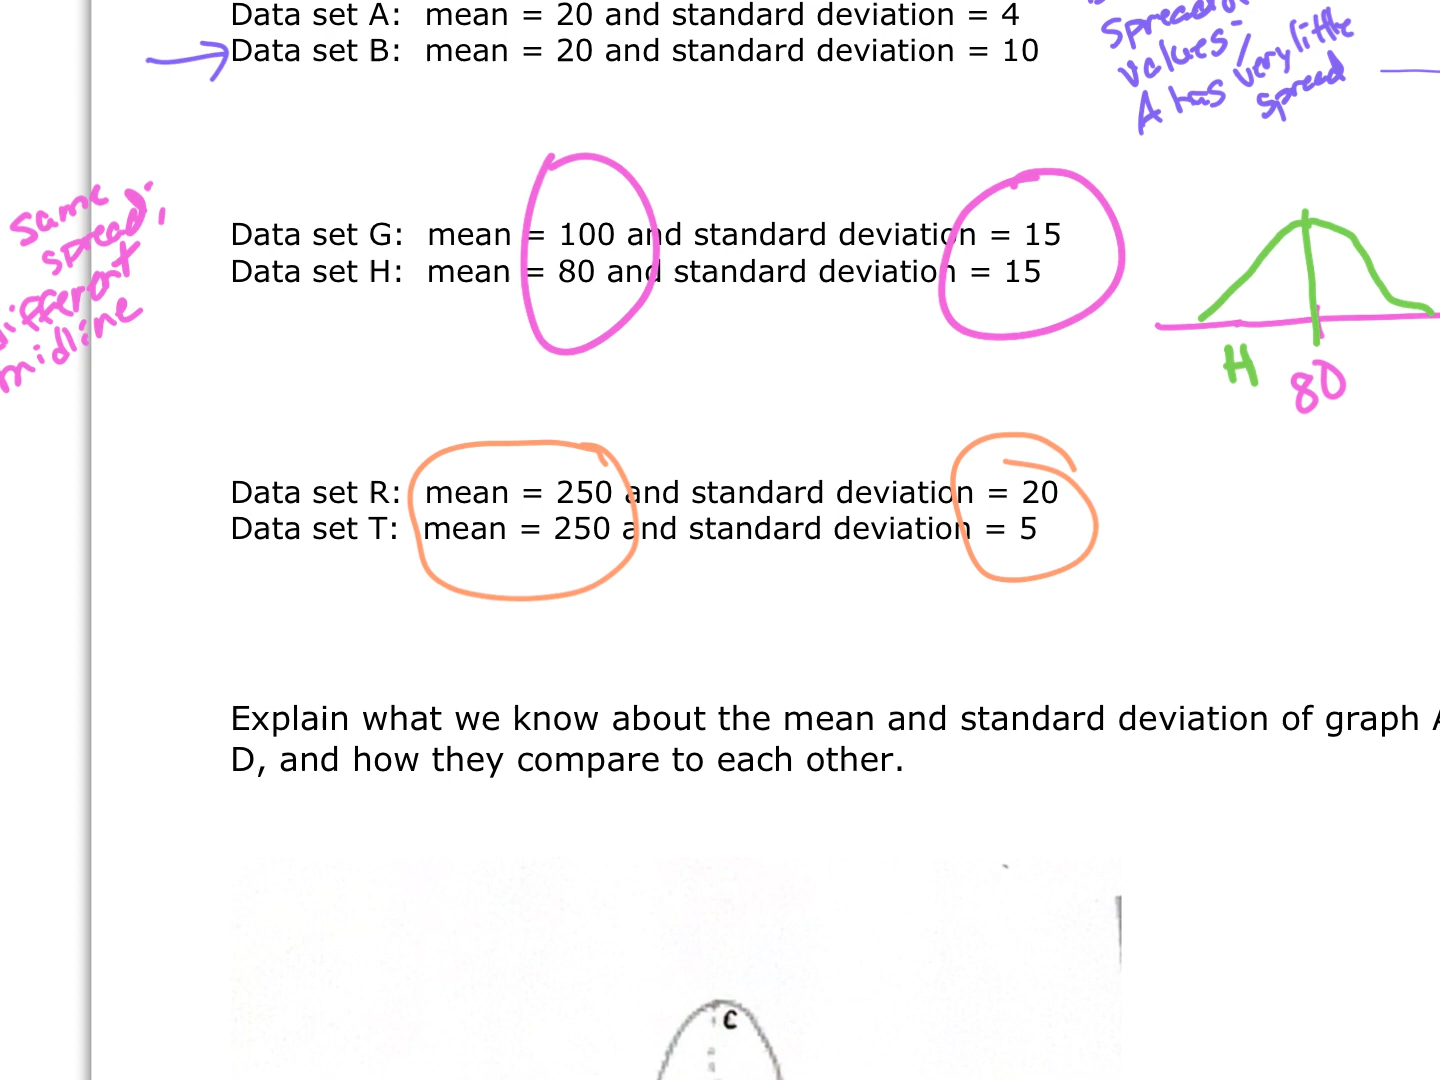 Data set A: mean = 20 and standard deviation = 4
Data set B: mean = 20 and standard deviation = 10
values;
A has very little
spread
same
spread;
different
midline
Data set G: mean = 100 and standard deviation = 15
Data set H: mean = 80 and standard deviation = 15
H 80
Data set R: mean = 250 and standard deviation = 20
Data set T: mean = 250 and standard deviation = 5
Explain what we know about the mean and standard deviation of graph A
D, and how they compare to each other.
C